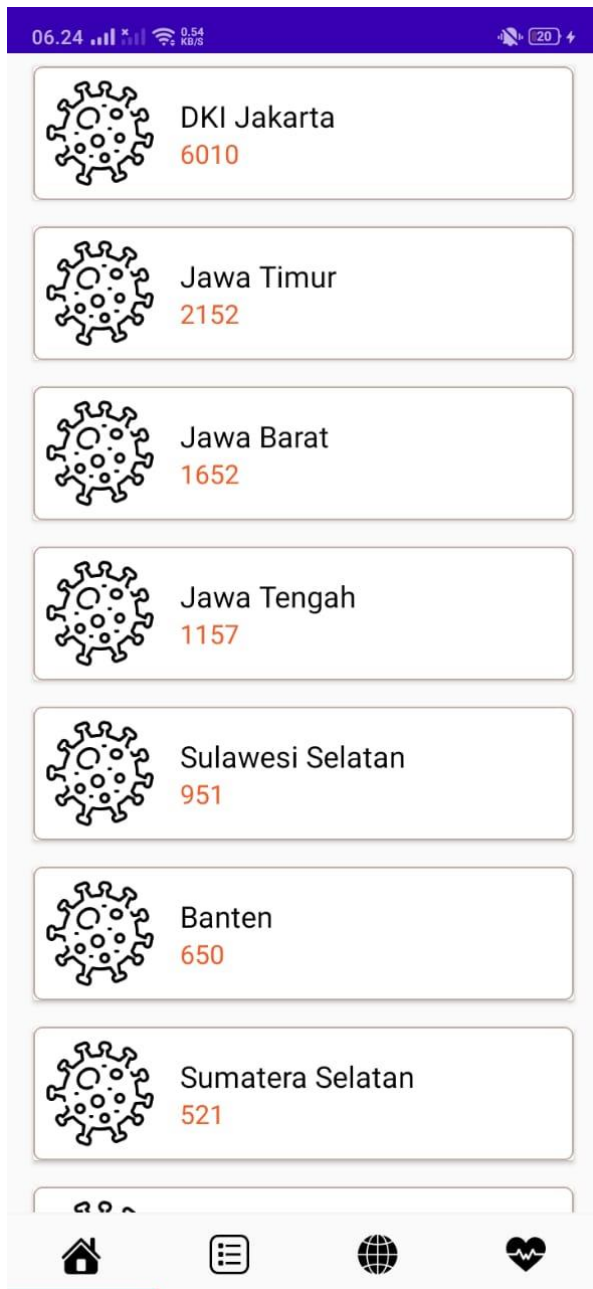 06.24 0.54 KB/S 20
DKI Jakarta
6010
Jawa Timur
2152
Jawa Barat
1652
Jawa Tengah
1157
Sulawesi Selatan
951
Banten
650
Sumatera Selatan
521